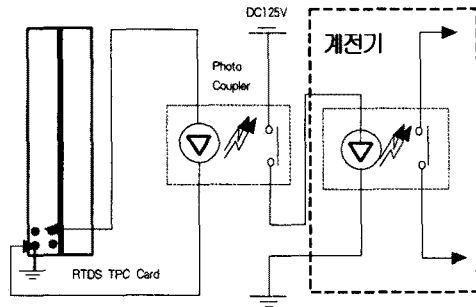 DC125V
계전기
Photo
Coupler
RTDS TPC Card